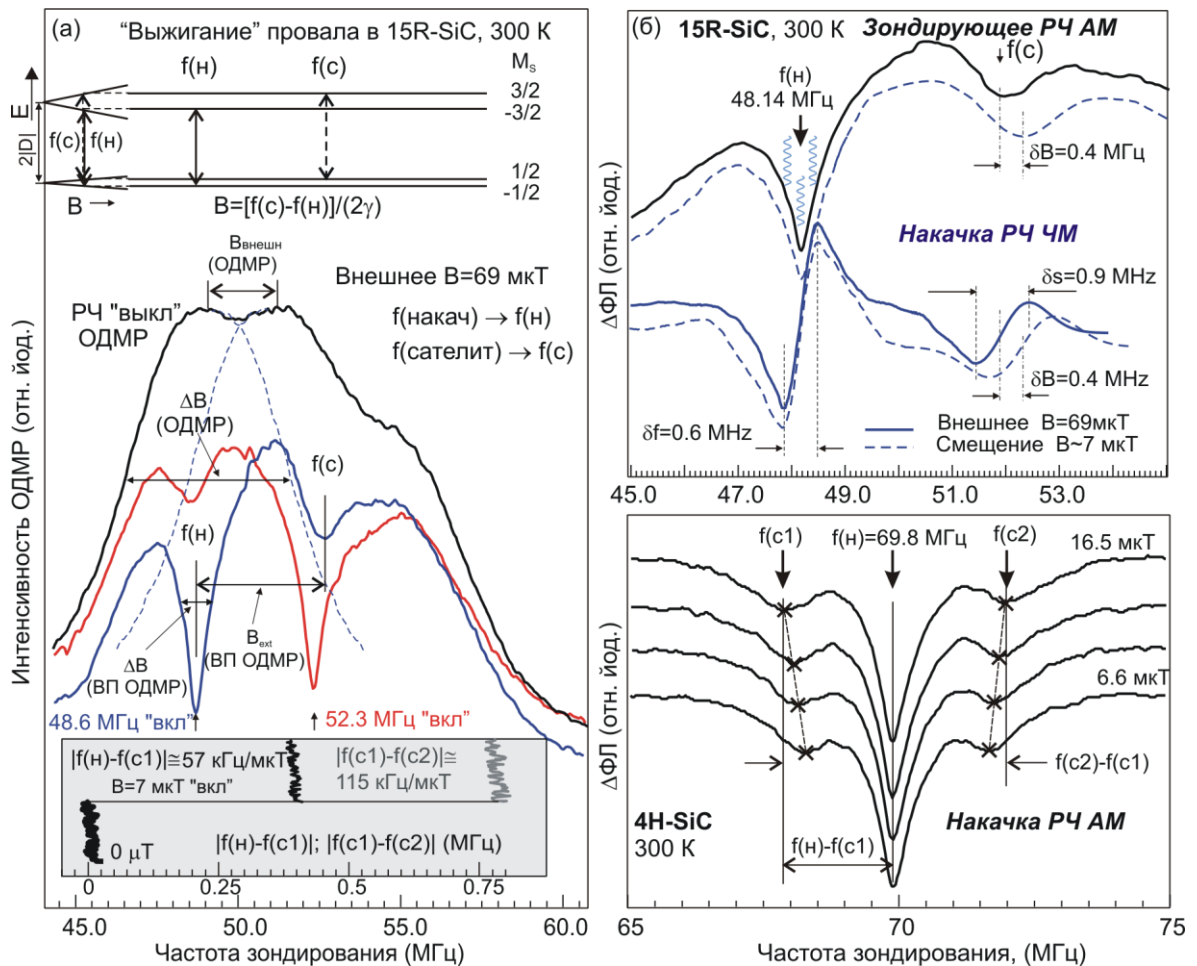 (а) “Выжигание” провала в 15R-SiC, 300 K
E
2|D|
f(с)
f(н)
B
f(н)
f(с)
Ms
3/2
-3/2
1/2
-1/2
B=[f(с)-f(н)]/(2γ)
Bвнешн
(ОДМР)
РЧ "выкл”
ОДМР
Внешнее B=69 мкТ
f(накач) → f(н)
f(сателит) → f(с)
ΔB
(ОДМР)
f(н)
f(с)
ΔB
(ВП ОДМР)
Bext
(ВП ОДМР)
48.6 МГц "вкл”
52.3 МГц "вкл”
|f(н)-f(с1)|≅57 кГц/мкТ
B=7 мкТ "вкл”
|f(с1)-f(с2)|≅
115 кГц/мкТ
0 μT
|f(н)-f(с1)|; |f(с1)-f(с2)| (МГц)
0 0.25 0.5 0.75
45.0 50.0 55.0 60.0
Частота зондирования (МГц)
Интенсивность ОДМР (отн. йод.)
(б) 15R-SiC, 300 K Зондирующее РЧ АМ
f(с)
f(н)
48.14 МГц
δB=0.4 МГц
Накачка РЧ ЧМ
δs=0.9 MHz
δB=0.4 MHz
δf=0.6 MHz
Внешнее B=69мкТ
Смещение B~7 мкТ
ΔФЛ (отн. йод.)
45.0 47.0 49.0 51.0 53.0
f(с1) f(н)=69.8 МГц f(с2)
16.5 мкТ
6.6 мкТ
f(с2)-f(с1)
4H-SiC
300 K
Накачка РЧ АМ
f(н)-f(с1)
ΔФЛ (отн. йод.)
65 70 75
Частота зондирования, (МГц)